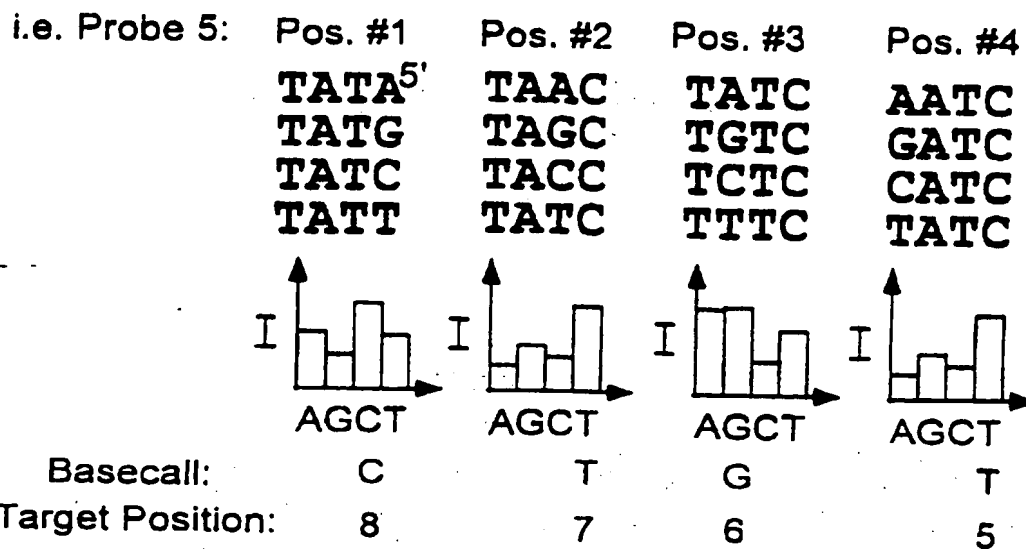 i.e. Probe 5: Pos. #1 Pos. #2 Pos. #3 Pos. #4
TATA5' TAAC TATC AATC
TATG TAGC TGTC GATC
TATC TACC TCTC CATC
TATT TATC TTTC TATC
I I I I
AGCT AGCT AGCT AGCT
Basecall: C T G T
Target Position: 8 7 6 5